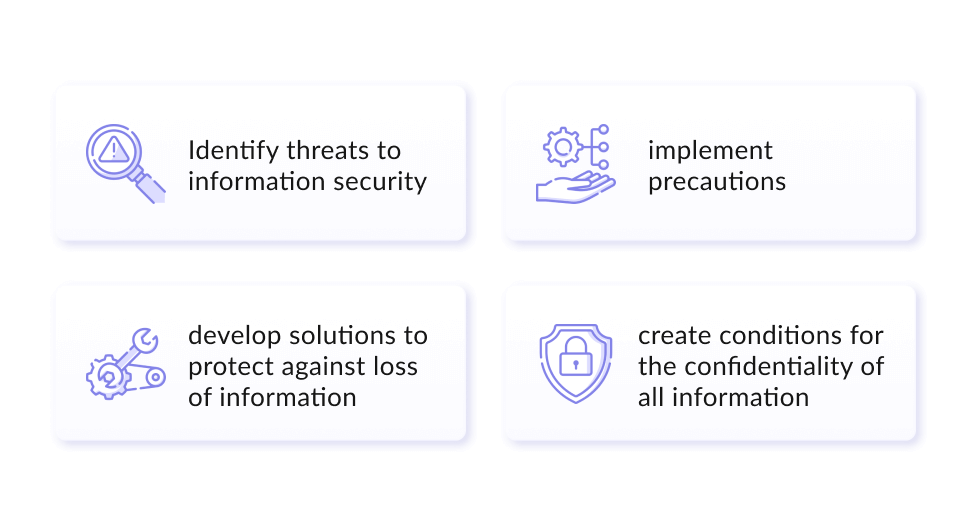 Identify threats to
information security
implement
precautions
develop solutions to
protect against loss
of information
create conditions for
the confidentiality of
all information